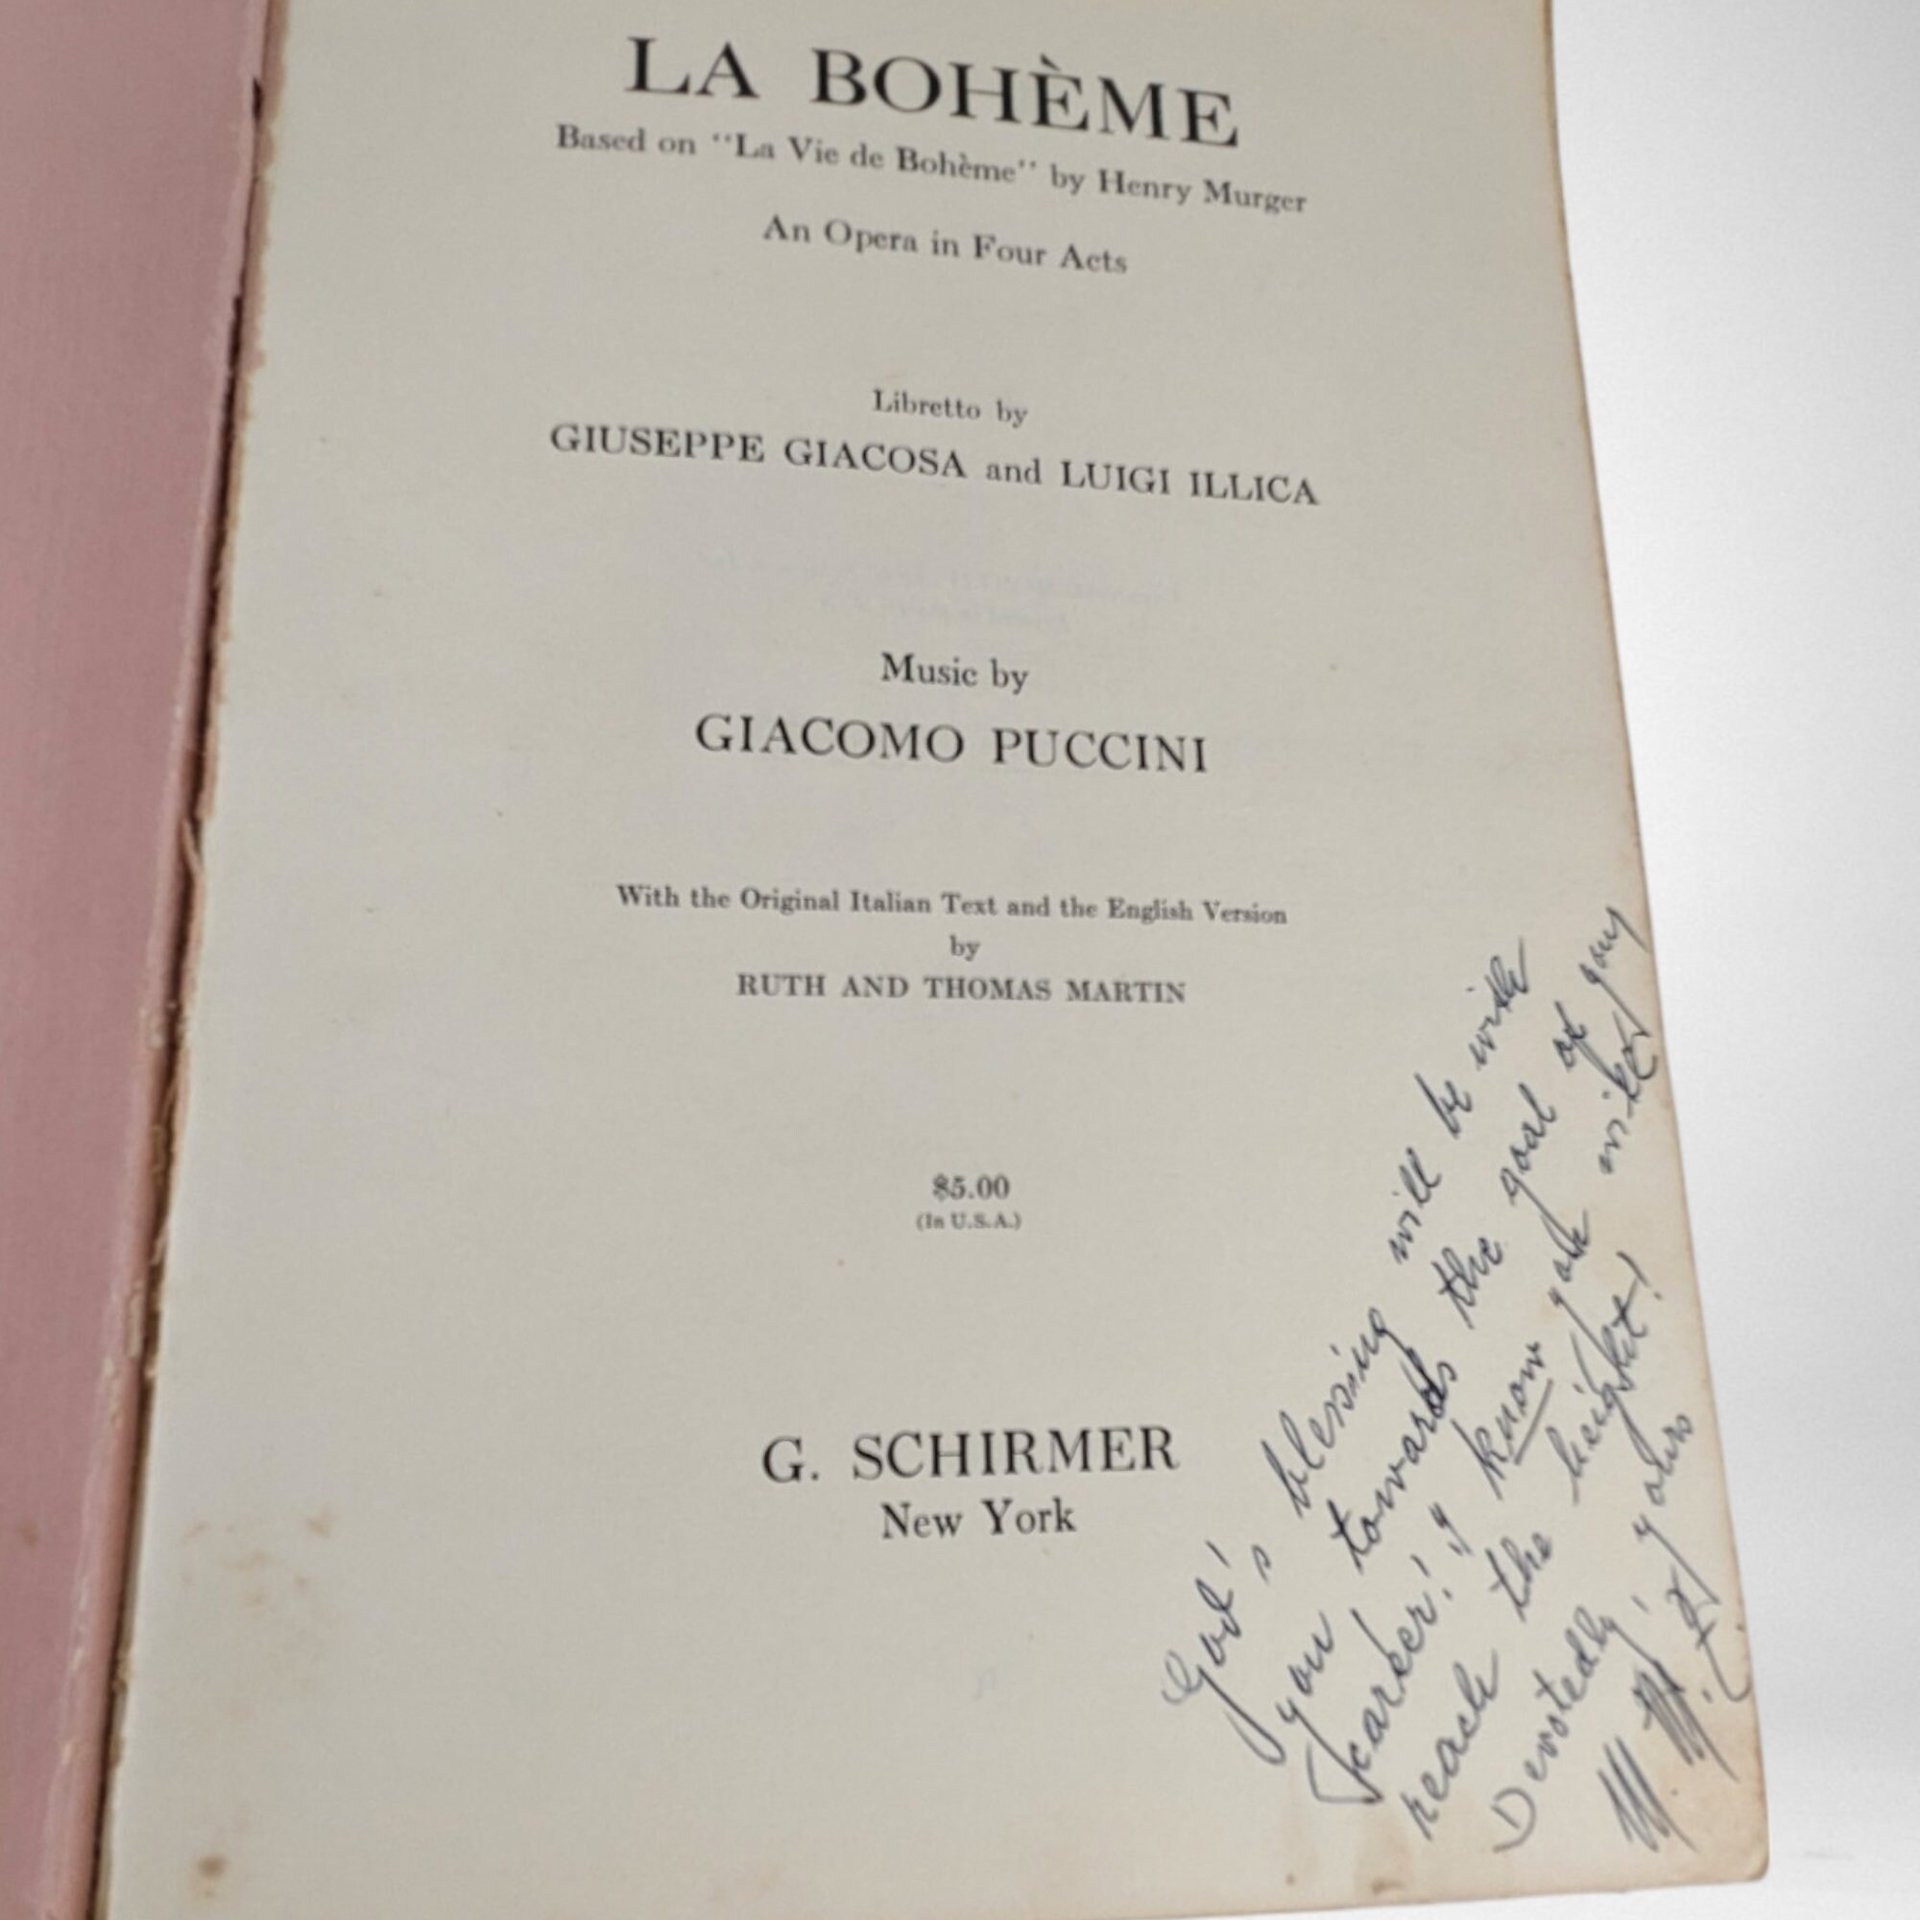 LA BOHÈME
Based on "La Vie de Bohème" by Henry Murger
An Opera in Four Acts
Libretto by
GIUSEPPE GIACOSA and LUIGI ILLICA
Music by
GIACOMO PUCCINI
With the Original Italian Text and the English Version
by
RUTH AND THOMAS MARTIN
$5.00
(In U.S.A.)
G. SCHIRMER
New York
God's blessing will be with
you towards the goal of your
career! I know you will
reach the height!
Devotedly, yours